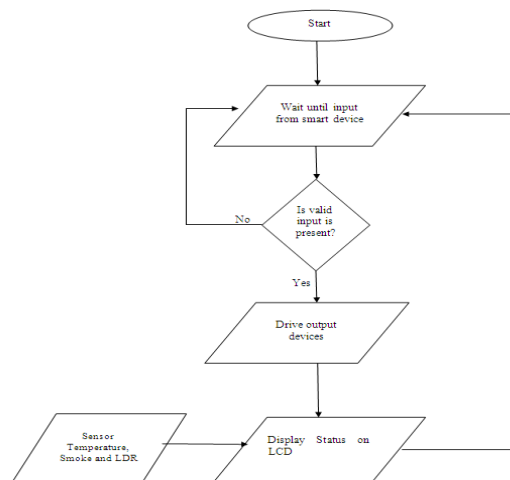 Start
Wait until input
from smart device
Is valid
input is
present?
No
Yes
Drive output
devices
Sensor
Temperature,
Smoke and LDR
Display Status on
LCD